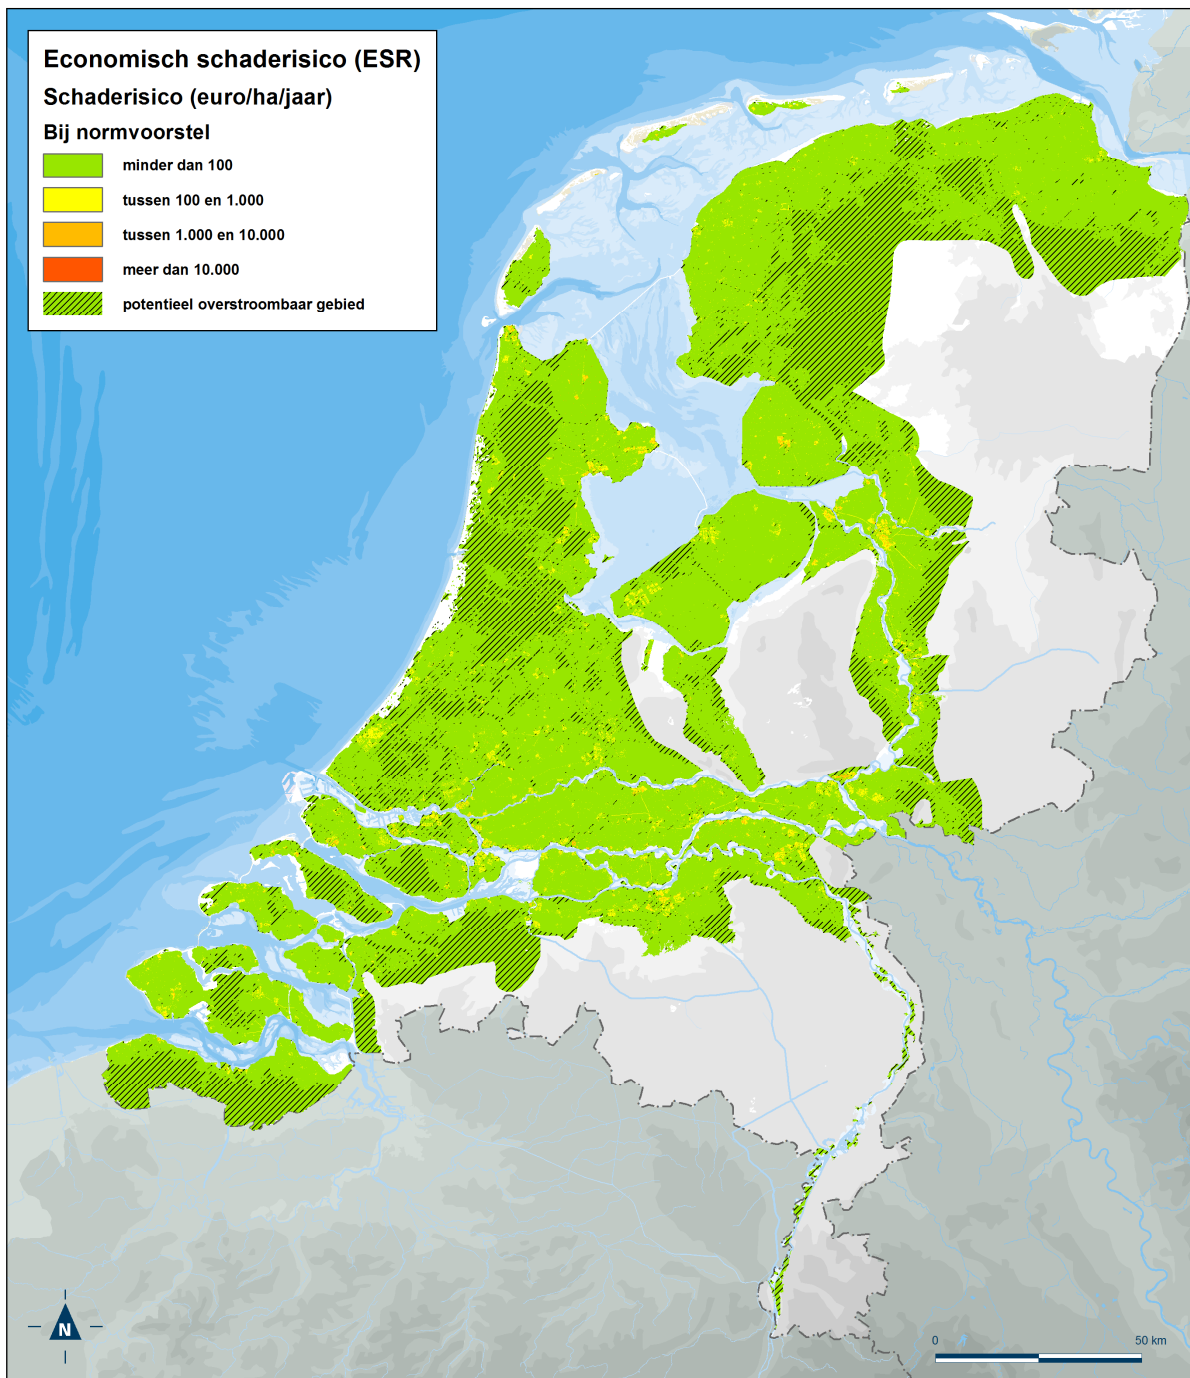 Economisch schaderisico (ESR)
Schaderisico (euro/ha/jaar)
Bij normvoorstel
minder dan 100
tussen 100 en 1.000
tussen 1.000 en 10.000
meer dan 10.000
potentieel overstroombaar gebied
N
0 50 km